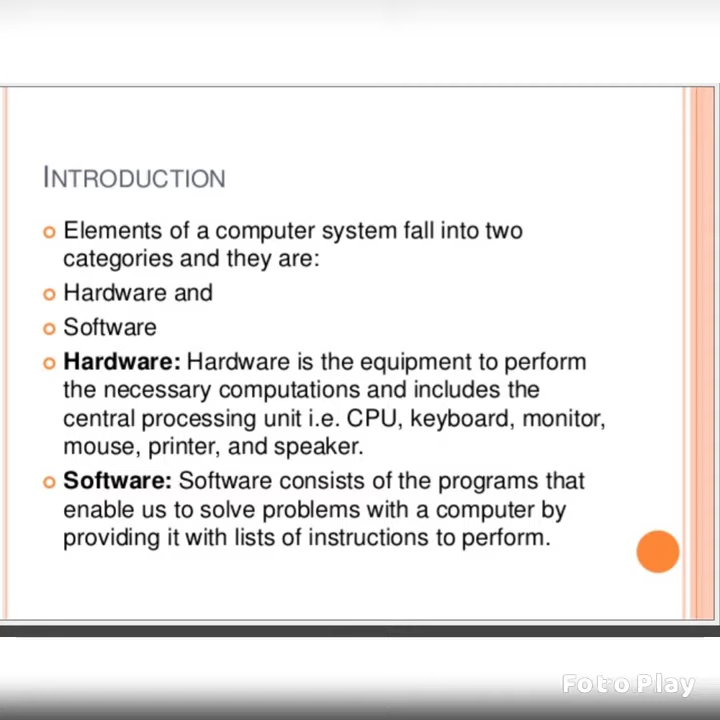 INTRODUCTION
Elements of a computer system fall into two
categories and they are:
Hardware and
Software
Hardware: Hardware is the equipment to perform
the necessary computations and includes the
central processing unit i.e. CPU, keyboard, monitor,
mouse, printer, and speaker.
Software: Software consists of the programs that
enable us to solve problems with a computer by
providing it with lists of instructions to perform.
Foto Play